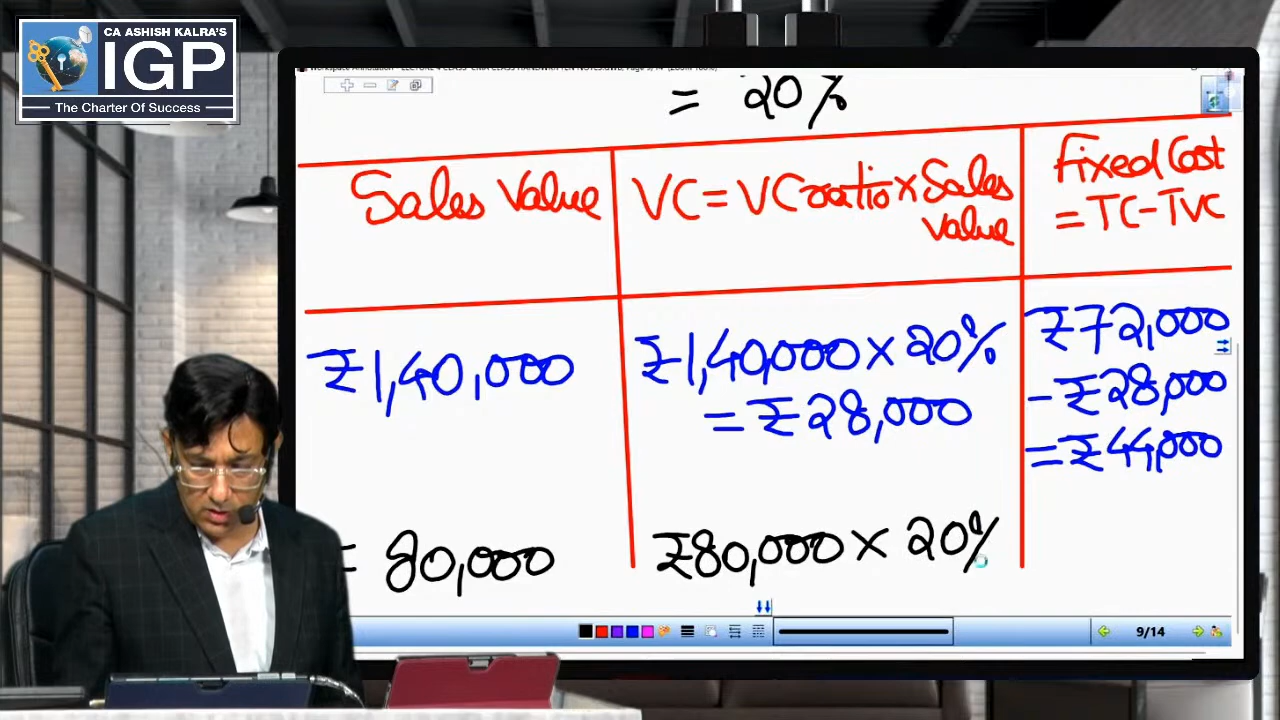 CA ASHISH KALRA'S
IGP
The Charter Of Success
= 20%
Sales Value
VC = VC ratio × Sales
Value
Fixed Cost
= TC - TVC
₹1,40,000
₹1,40,000 × 20%
= ₹28,000
₹72,000
- ₹28,000
= ₹44,000
= 80,000
₹80,000 × 20%
9/14